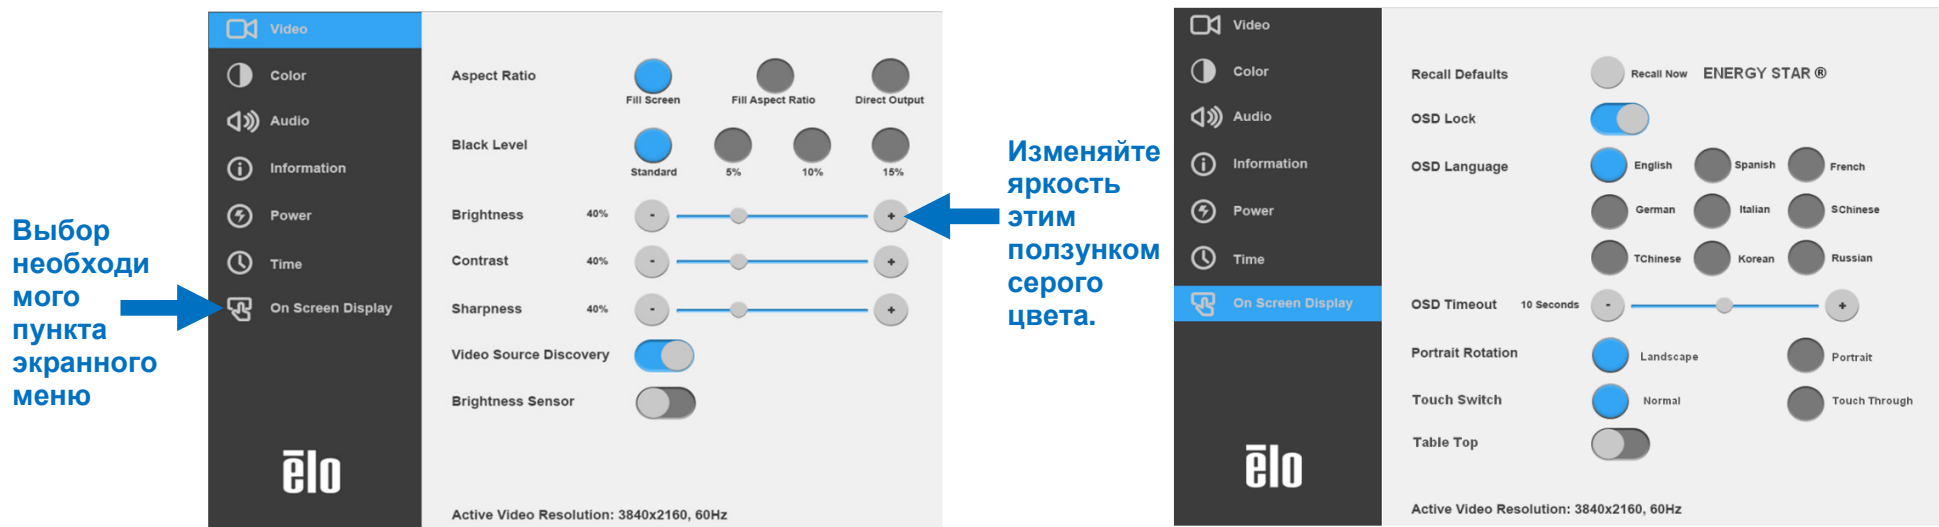 Выбор
необходи
мого
пункта
экранного
меню
Video
Color
Audio
Information
Power
Time
On Screen Display
ēlo
Aspect Ratio
Fill Screen
Fill Aspect Ratio
Direct Output
Black Level
Standard
5%
10%
15%
Brightness 40% - +
Contrast 40% - +
Sharpness 40% - +
Video Source Discovery
Brightness Sensor
Active Video Resolution: 3840x2160, 60Hz
Изменяйте
яркость
этим
ползунком
серого
цвета.
Video
Color
Audio
Information
Power
Time
On Screen Display
ēlo
Recall Defaults Recall Now ENERGY STAR ®
OSD Lock
OSD Language English Spanish French
German Italian SChinese
TChinese Korean Russian
OSD Timeout 10 Seconds - +
Portrait Rotation Landscape Portrait
Touch Switch Normal Touch Through
Table Top
Active Video Resolution: 3840x2160, 60Hz